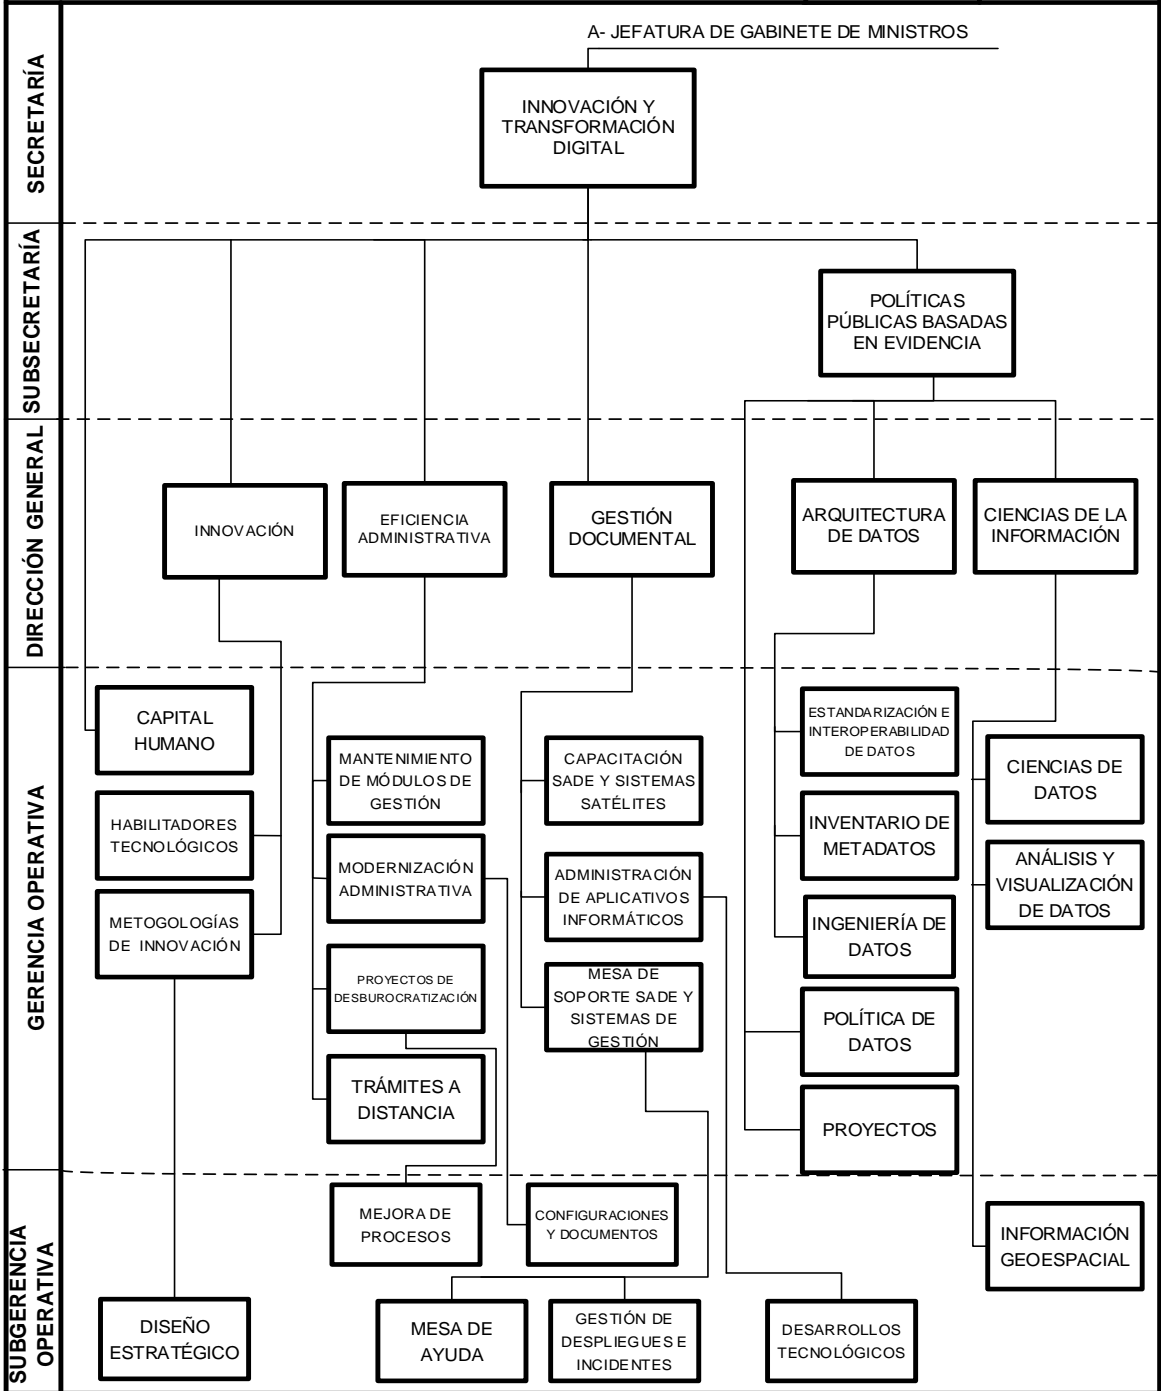 A- JEFATURA DE GABINETE DE MINISTROS
SECRETARÍA
INNOVACIÓN Y
TRANSFORMACIÓN
DIGITAL
SUBSECRETARÍA
POLÍTICAS
PÚBLICAS BASADAS
EN EVIDENCIA
DIRECCIÓN GENERAL
INNOVACIÓN
EFICIENCIA
ADMINISTRATIVA
GESTIÓN
DOCUMENTAL
ARQUITECTURA
DE DATOS
CIENCIAS DE LA
INFORMACIÓN
GERENCIA OPERATIVA
CAPITAL
HUMANO
HABILITADORES
TECNOLÓGICOS
METOGOLOGÍAS
DE INNOVACIÓN
MANTENIMIENTO
DE MÓDULOS DE
GESTIÓN
MODERNIZACIÓN
ADMINISTRATIVA
PROYECTOS DE
DESBUROCRATIZACIÓN
TRÁMITES A
DISTANCIA
CAPACITACIÓN
SADE Y SISTEMAS
SATÉLITES
ADMINISTRACIÓN
DE APLICATIVOS
INFORMÁTICOS
MESA DE
SOPORTE SADE Y
SISTEMAS DE
GESTIÓN
ESTANDARIZACIÓN E
INTEROPERABILIDAD
DE DATOS
INVENTARIO DE
METADATOS
INGENIERÍA DE
DATOS
POLÍTICA DE
DATOS
PROYECTOS
CIENCIAS DE
DATOS
ANÁLISIS Y
VISUALIZACIÓN
DE DATOS
SUBGERENCIA
OPERATIVA
MEJORA DE
PROCESOS
CONFIGURACIONES
Y DOCUMENTOS
INFORMACIÓN
GEOESPACIAL
DISEÑO
ESTRATÉGICO
MESA DE
AYUDA
GESTIÓN DE
DESPLIEGUES E
INCIDENTES
DESARROLLOS
TECNOLÓGICOS